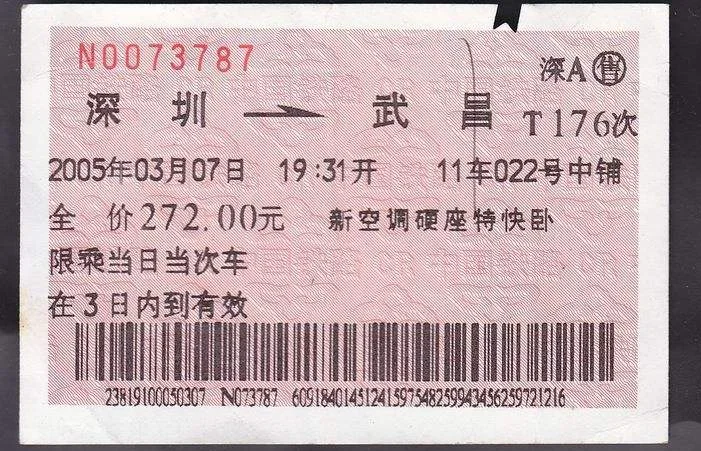 N0073787
深A 售
深 圳 → 武 昌 T176次
2005年03月07日 19:31开 11车022号中铺
全 价272.00元 新空调硬座特快卧
限乘当日当次车
在3日内到有效
23819100050307 N073787 60918401451241597548259943456259721216